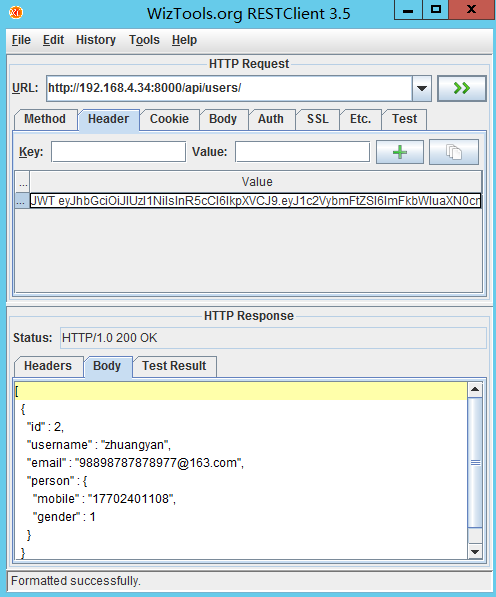 WizTools.org RESTClient 3.5
File Edit History Tools Help
HTTP Request
URL: http://192.168.4.34:8000/api/users/
Method Header Cookie Body Auth SSL Etc. Test
Key: Value:
... Value
... JWT eyJhbGciOiJIUzI1NiIsInR5cCI6IkpXVCJ9.eyJ1c2VybmFtZSI6ImFkbWluaXN0cr
HTTP Response
Status: HTTP/1.0 200 OK
Headers Body Test Result
[
{
"id" : 2,
"username" : "zhuangyan",
"email" : "98898787878977@163.com",
"person" : {
"mobile" : "17702401108",
"gender" : 1
}
}
Formatted successfully.